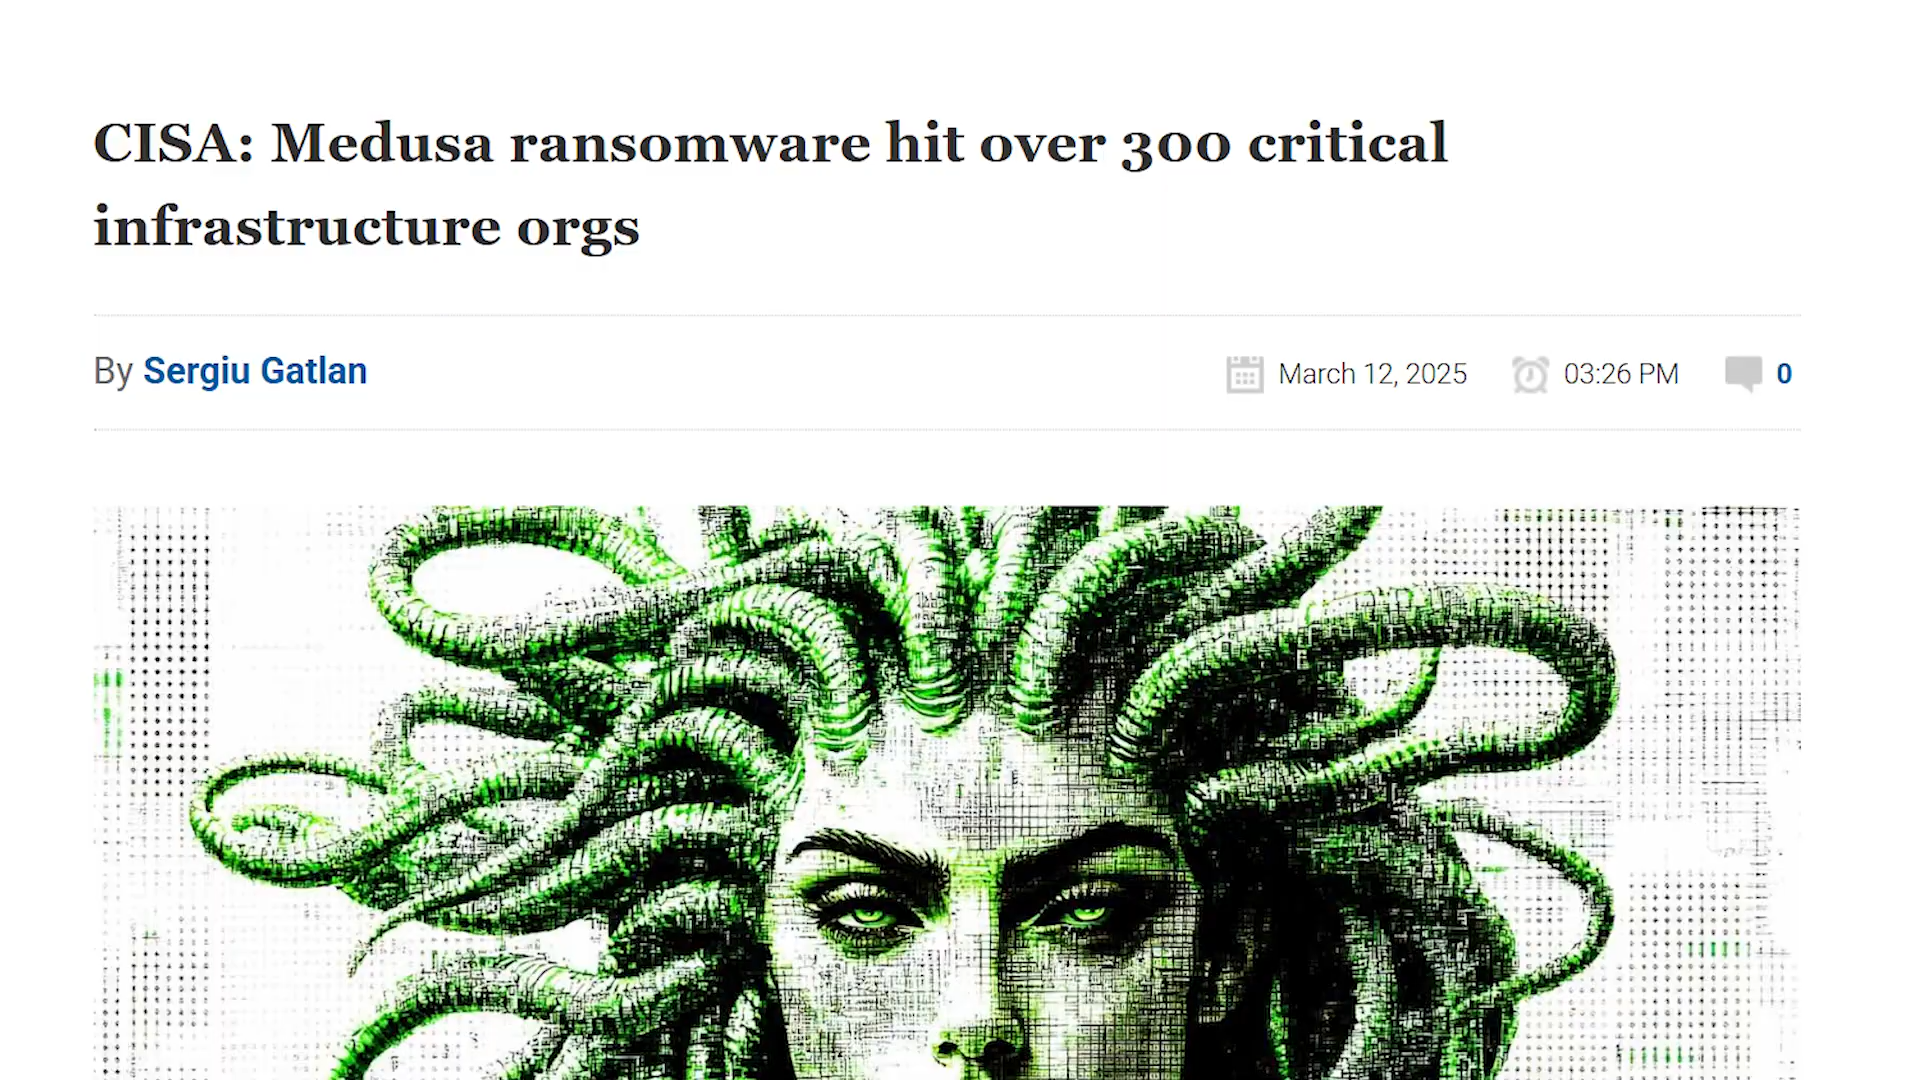 CISA: Medusa ransomware hit over 300 critical
infrastructure orgs
By Sergiu Gatlan
March 12, 2025
03:26 PM
0